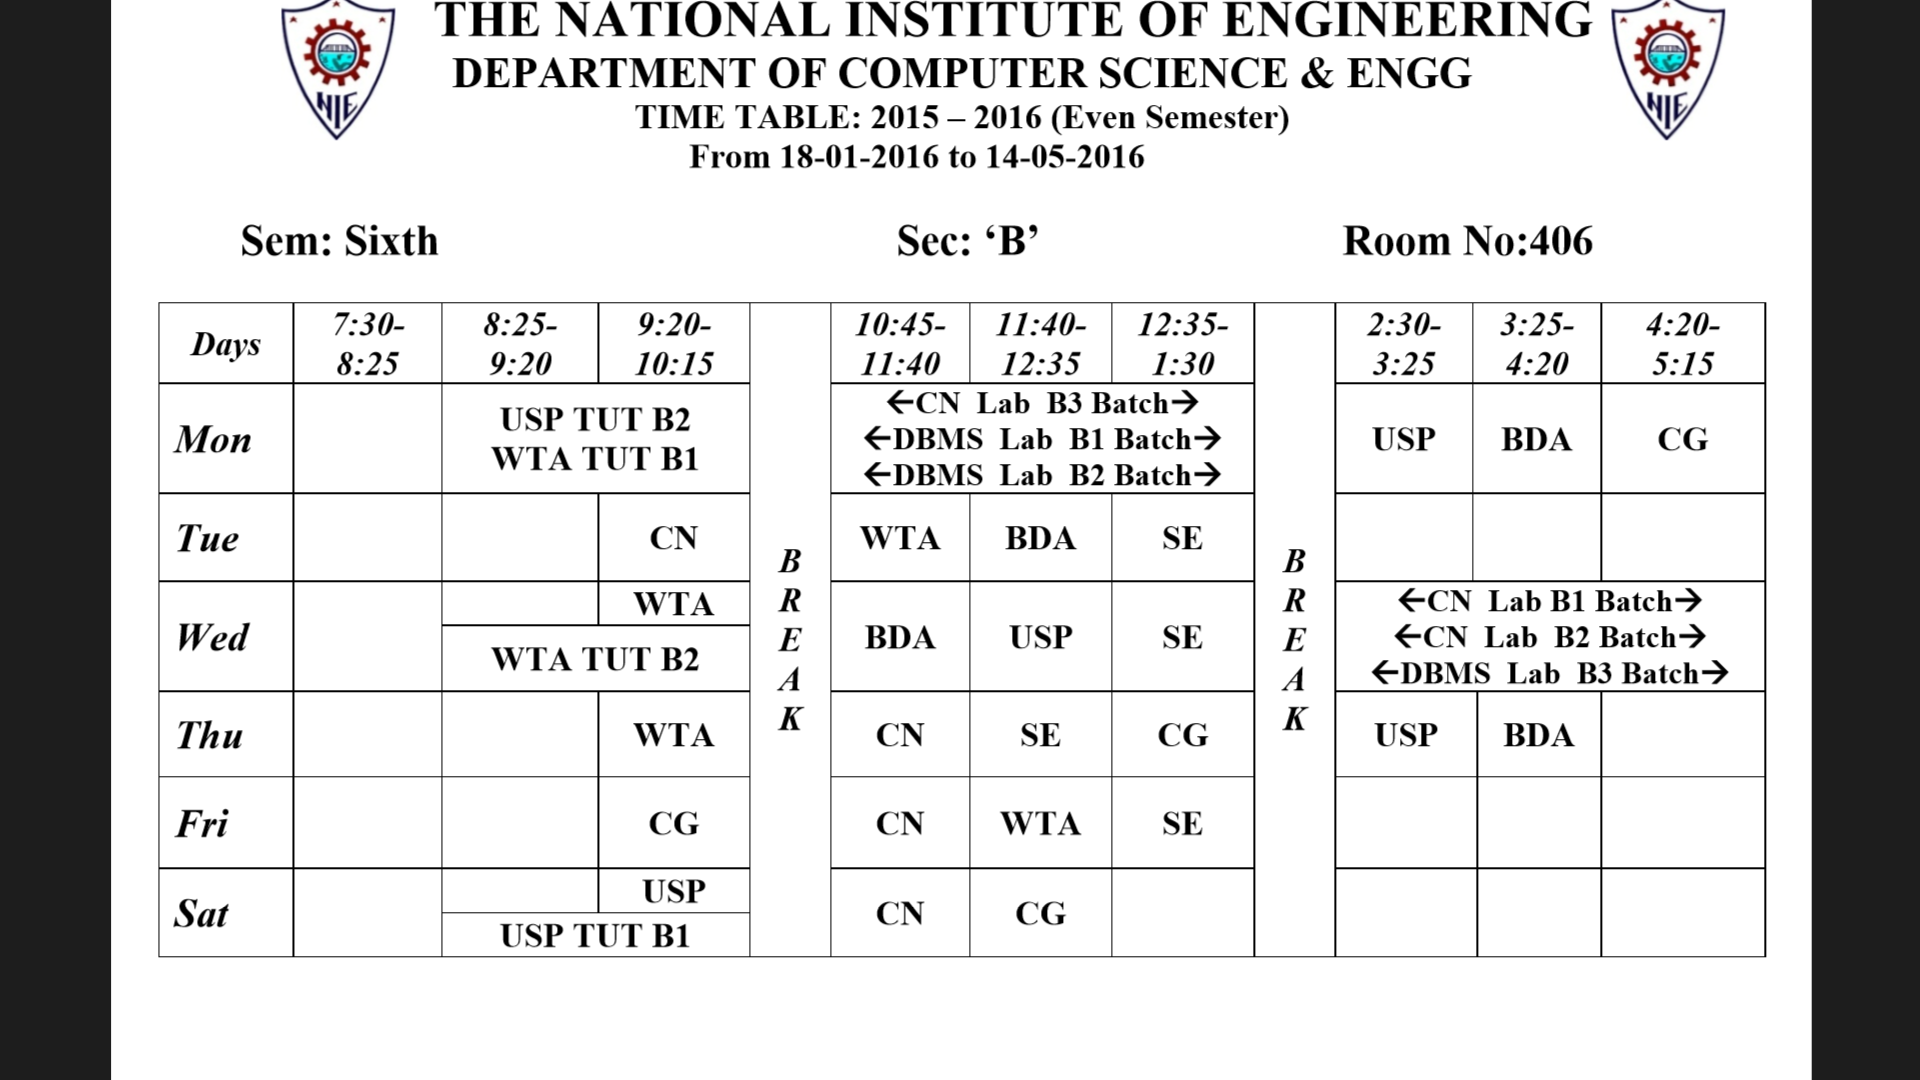 THE NATIONAL INSTITUTE OF ENGINEERING
DEPARTMENT OF COMPUTER SCIENCE & ENGG
TIME TABLE: 2015 – 2016 (Even Semester)
From 18-01-2016 to 14-05-2016
NIE
NIE
Sem: Sixth Sec: ‘B’ Room No:406
Days 7:30-8:25 8:25-9:20 9:20-10:15 BREAK 10:45-11:40 11:40-12:35 12:35-1:30 BREAK 2:30-3:25 3:25-4:20 4:20-5:15
Mon
USP TUT B2
WTA TUT B1
←CN Lab B3 Batch→
←DBMS Lab B1 Batch→
←DBMS Lab B2 Batch→
USP BDA CG
Tue CN WTA BDA SE
Wed
WTA
WTA TUT B2
BDA USP SE
←CN Lab B1 Batch→
←CN Lab B2 Batch→
←DBMS Lab B3 Batch→
Thu WTA CN SE CG USP BDA
Fri CG CN WTA SE
Sat
USP
USP TUT B1
CN CG